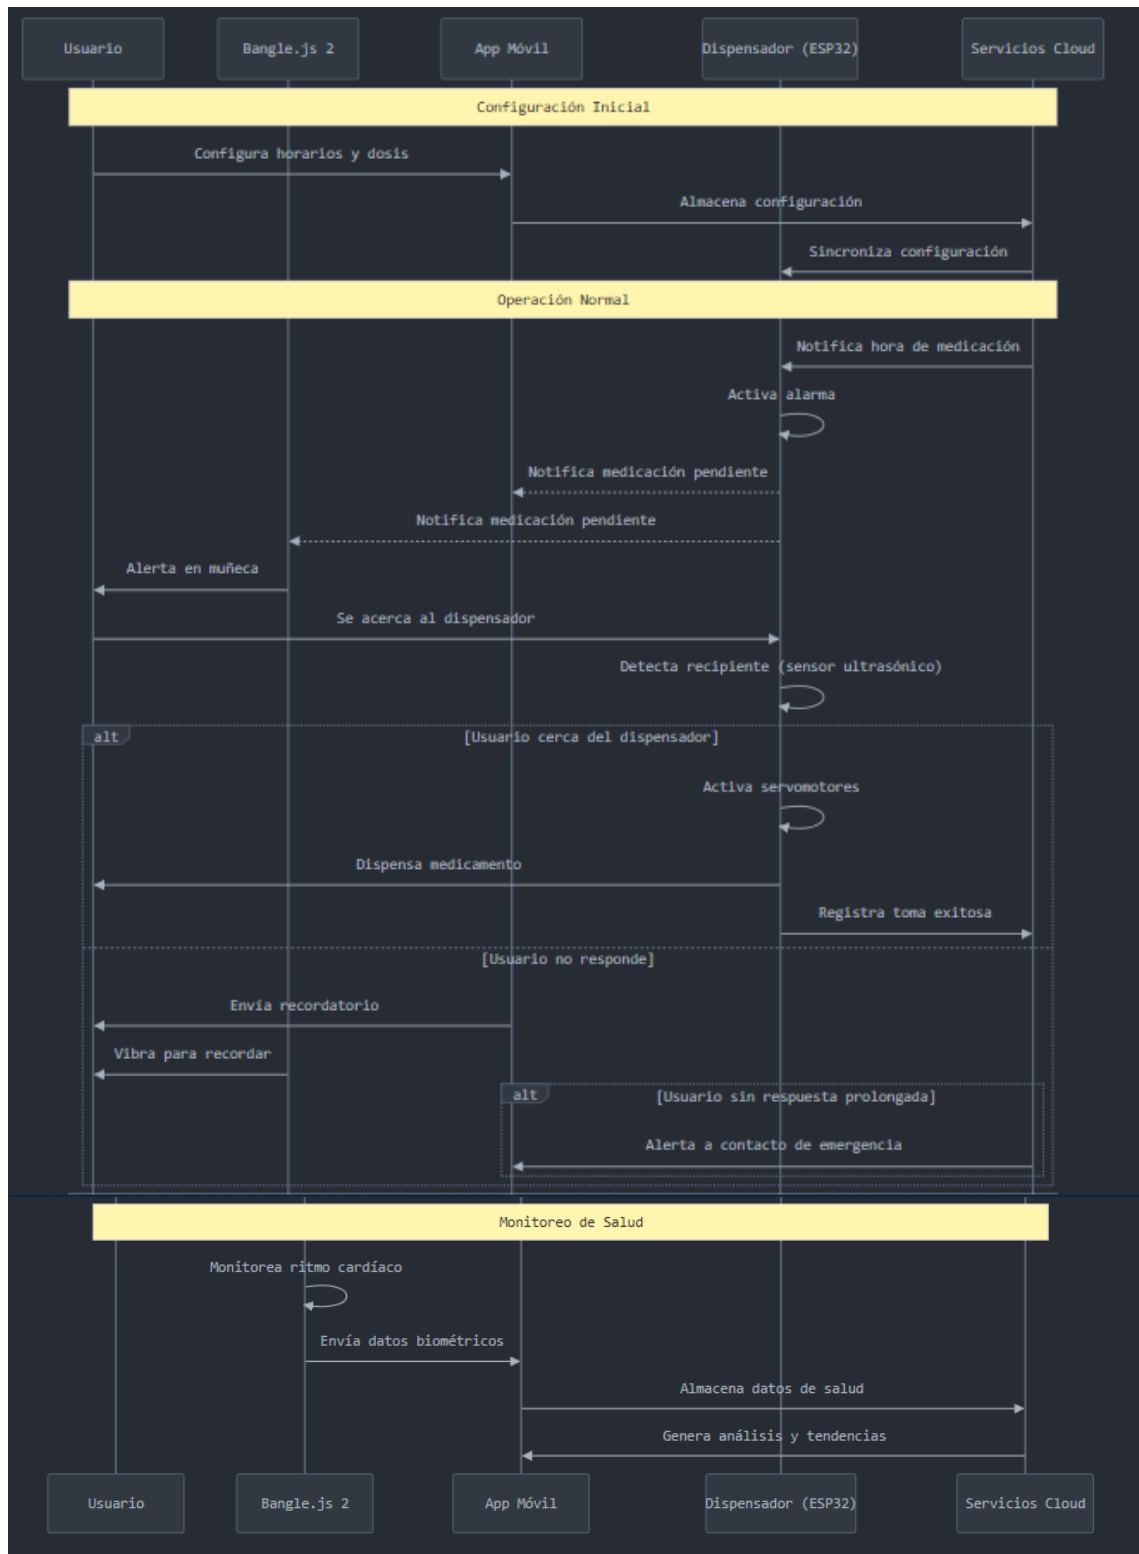 Usuario
Bangle.js 2
App Móvil
Dispensador (ESP32)
Servicios Cloud
Configuración Inicial
Configura horarios y dosis
Almacena configuración
Sincroniza configuración
Operación Normal
Notifica hora de medicación
Activa alarma
Notifica medicación pendiente
Notifica medicación pendiente
Alerta en muñeca
Se acerca al dispensador
Detecta recipiente (sensor ultrasónico)
alt
[Usuario cerca del dispensador]
Activa servomotores
Dispensa medicamento
Registra toma exitosa
[Usuario no responde]
Envía recordatorio
Vibra para recordar
alt
[Usuario sin respuesta prolongada]
Alerta a contacto de emergencia
Monitoreo de Salud
Monitorea ritmo cardíaco
Envía datos biométricos
Almacena datos de salud
Genera análisis y tendencias
Usuario
Bangle.js 2
App Móvil
Dispensador (ESP32)
Servicios Cloud